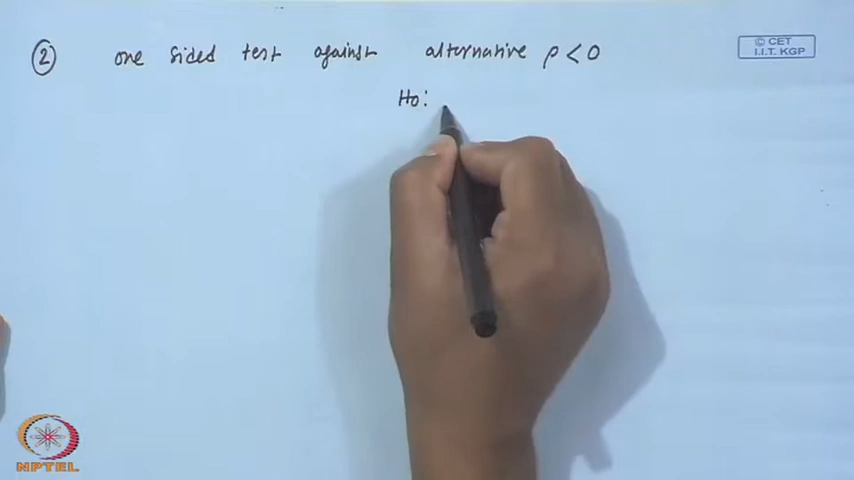 ② one sided test against alternative ρ < 0
© CET
I.I.T. KGP
Ho:
NPTEL